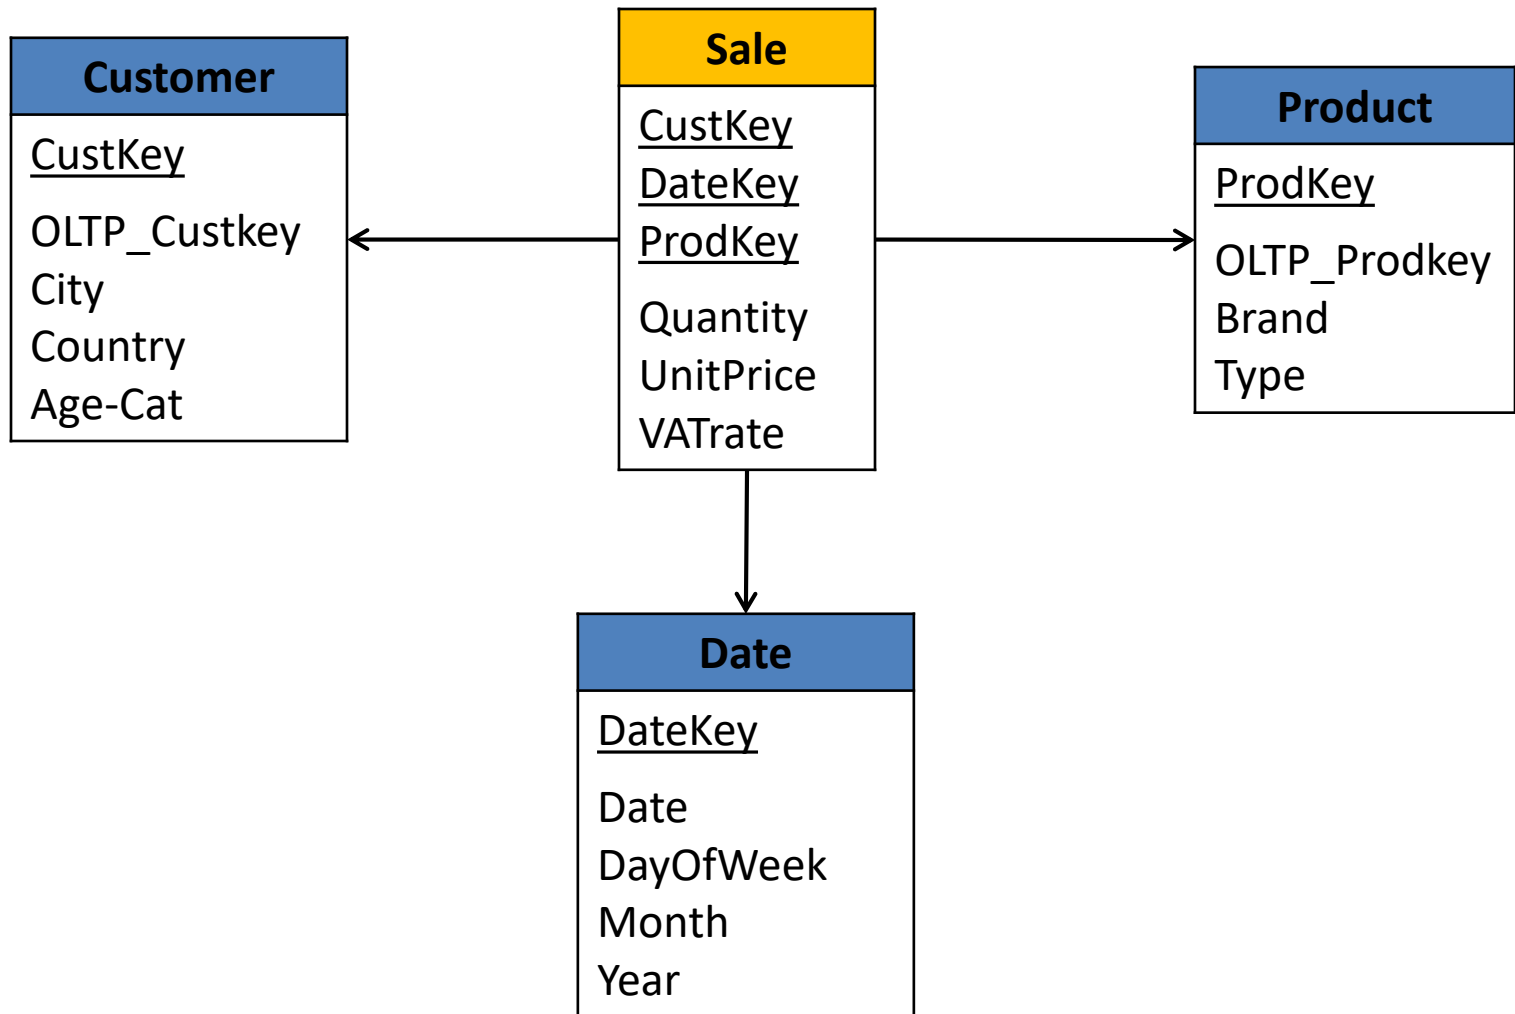 Customer
CustKey
OLTP_Custkey
City
Country
Age-Cat
Sale
CustKey
DateKey
ProdKey
Quantity
UnitPrice
VATrate
Product
ProdKey
OLTP_Prodkey
Brand
Type
Date
DateKey
Date
DayOfWeek
Month
Year